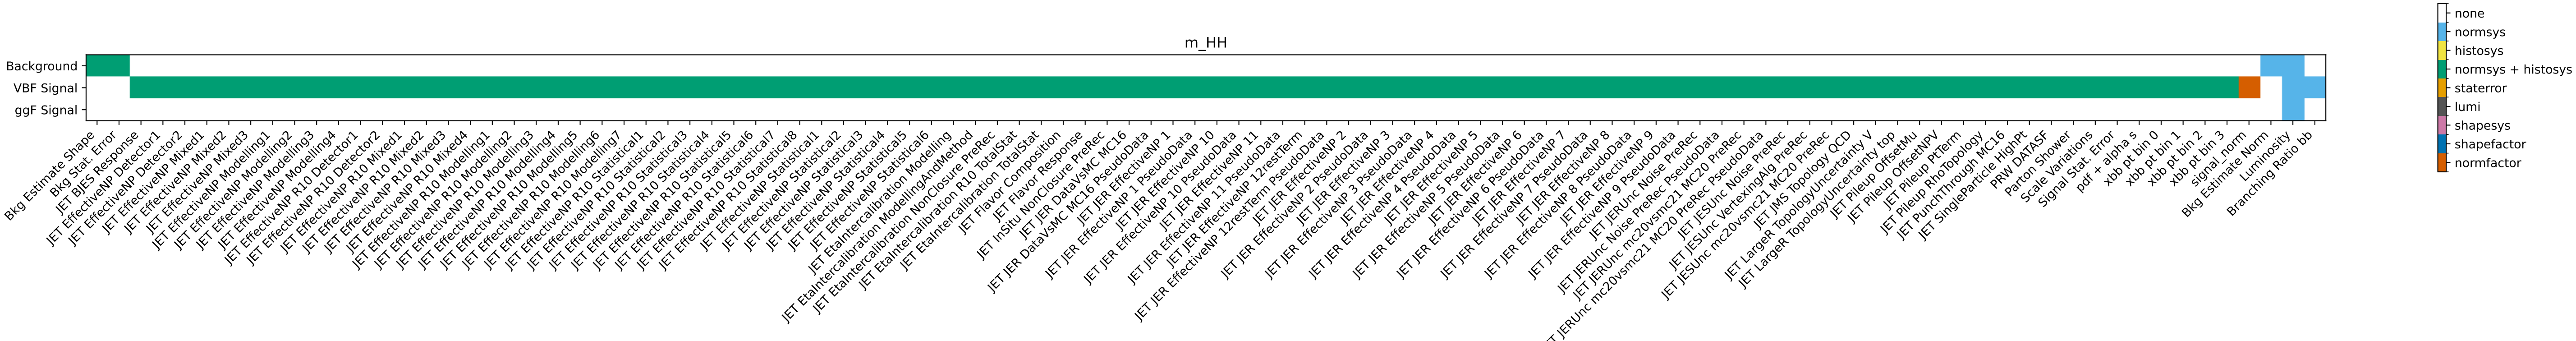 m_HH
Background
VBF Signal
ggF Signal
Bkg Estimate Shape
Bkg Stat. Error
JET BJES Response
JET EffectiveNP Detector1
JET EffectiveNP Detector2
JET EffectiveNP Mixed1
JET EffectiveNP Mixed2
JET EffectiveNP Mixed3
JET EffectiveNP Modelling1
JET EffectiveNP Modelling2
JET EffectiveNP Modelling3
JET EffectiveNP Modelling4
JET EffectiveNP R10 Detector1
JET EffectiveNP R10 Detector2
JET EffectiveNP R10 Mixed1
JET EffectiveNP R10 Mixed2
JET EffectiveNP R10 Mixed3
JET EffectiveNP R10 Mixed4
JET EffectiveNP R10 Modelling1
JET EffectiveNP R10 Modelling2
JET EffectiveNP R10 Modelling3
JET EffectiveNP R10 Modelling4
JET EffectiveNP R10 Modelling5
JET EffectiveNP R10 Modelling6
JET EffectiveNP R10 Modelling7
JET EffectiveNP R10 Statistical1
JET EffectiveNP R10 Statistical2
JET EffectiveNP R10 Statistical3
JET EffectiveNP R10 Statistical4
JET EffectiveNP R10 Statistical5
JET EffectiveNP R10 Statistical6
JET EffectiveNP R10 Statistical7
JET EffectiveNP R10 Statistical8
JET EffectiveNP Statistical1
JET EffectiveNP Statistical2
JET EffectiveNP Statistical3
JET EffectiveNP Statistical4
JET EffectiveNP Statistical5
JET EffectiveNP Statistical6
JET EtaIntercalibration Modelling
JET EtaIntercalibration ModellingAndMethod
JET EtaIntercalibration NonClosure PreRec
JET EtaIntercalibration R10 TotalStat
JET EtaIntercalibration TotalStat
JET Flavor Composition
JET Flavor Response
JET InSitu NonClosure PreRec
JET JER DataVsMC MC16
JET JER DataVsMC MC16 PseudoData
JET JER EffectiveNP 1
JET JER EffectiveNP 1 PseudoData
JET JER EffectiveNP 10
JET JER EffectiveNP 10 PseudoData
JET JER EffectiveNP 11
JET JER EffectiveNP 11 PseudoData
JET JER EffectiveNP 12restTerm
JET JER EffectiveNP 12restTerm PseudoData
JET JER EffectiveNP 2
JET JER EffectiveNP 2 PseudoData
JET JER EffectiveNP 3
JET JER EffectiveNP 3 PseudoData
JET JER EffectiveNP 4
JET JER EffectiveNP 4 PseudoData
JET JER EffectiveNP 5
JET JER EffectiveNP 5 PseudoData
JET JER EffectiveNP 6
JET JER EffectiveNP 6 PseudoData
JET JER EffectiveNP 7
JET JER EffectiveNP 7 PseudoData
JET JER EffectiveNP 8
JET JER EffectiveNP 8 PseudoData
JET JER EffectiveNP 9
JET JER EffectiveNP 9 PseudoData
JET JERUnc Noise PreRec
JET JERUnc Noise PreRec PseudoData
JET JERUnc mc20vsmc21 MC20 PreRec
T JERUnc mc20vsmc21 MC20 PreRec PseudoData
JET JESUnc Noise PreRec
JET JESUnc VertexingAlg PreRec
JET JESUnc mc20vsmc21 MC20 PreRec
JET JMS Topology QCD
JET LargeR TopologyUncertainty V
JET LargeR TopologyUncertainty top
JET Pileup OffsetMu
JET Pileup OffsetNPV
JET Pileup PtTerm
JET Pileup RhoTopology
JET PunchThrough MC16
JET SingleParticle HighPt
PRW DATASF
Parton Shower
Scale Variations
Signal Stat. Error
pdf + alpha s
xbb pt bin 0
xbb pt bin 1
xbb pt bin 2
xbb pt bin 3
signal_norm
Bkg Estimate Norm
Luminosity
Branching Ratio bb
none
normsys
histosys
normsys + histosys
staterror
lumi
shapesys
shapefactor
normfactor